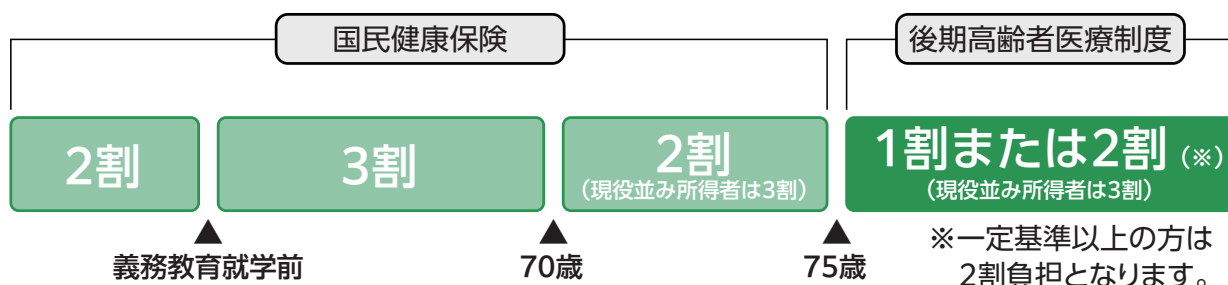 国民健康保険
後期高齢者医療制度
2割
3割
2割
（現役並み所得者は3割）
1割または2割（※）
（現役並み所得者は3割）
義務教育就学前
70歳
75歳
※一定基準以上の方は
2割負担となります。